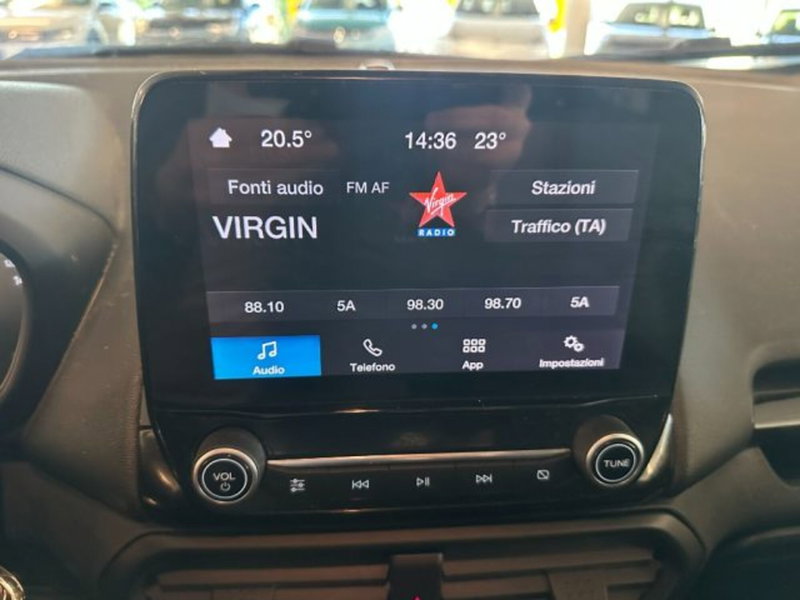 20.5° 14:36 23°
Fonti audio FM AF Virgin Stazioni
VIRGIN RADIO Traffico (TA)
88.10 5A 98.30 98.70 5A
Audio Telefono App Impostazioni
VOL TUNE